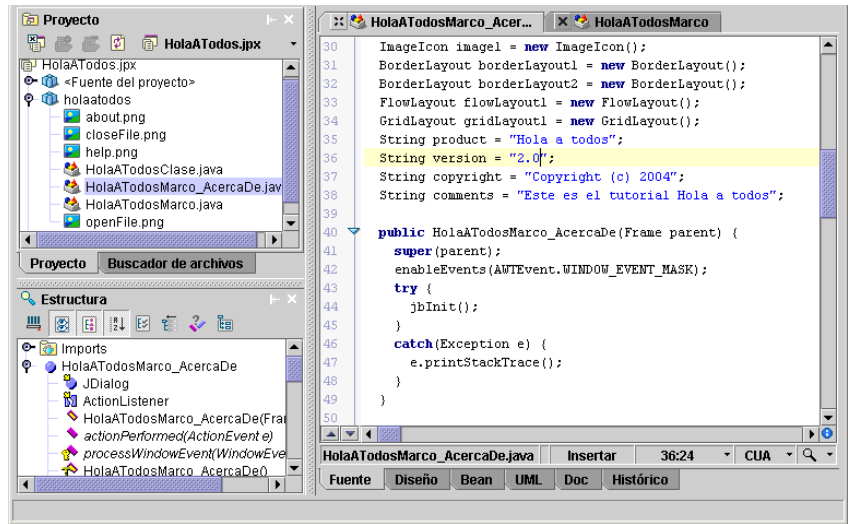 Proyecto
HolaATodos.jpx
HolaATodos.jpx
<Fuente del proyecto>
holaatodos
about.png
closeFile.png
help.png
HolaATodosClase.java
HolaATodosMarco_AcercaDe.jav
HolaATodosMarco.java
openFile.png
Proyecto Buscador de archivos
Estructura
Imports
HolaATodosMarco_AcercaDe
JDialog
ActionListener
HolaATodosMarco_AcercaDe(Frai
actionPerformed(ActionEvent e)
processWindowEvent(WindowEve
HolaATodosMarco_AcercaDe()
HolaATodosMarco_Acer... HolaATodosMarco
30 ImageIcon image1 = new ImageIcon();
31 BorderLayout borderLayout1 = new BorderLayout();
32 BorderLayout borderLayout2 = new BorderLayout();
33 FlowLayout flowLayout1 = new FlowLayout();
34 GridLayout gridLayout1 = new GridLayout();
35 String product = "Hola a todos";
36 String version = "2.0";
37 String copyright = "Copyright (c) 2004";
38 String comments = "Este es el tutorial Hola a todos";
39
40 public HolaATodosMarco_AcercaDe(Frame parent) {
41 super(parent);
42 enableEvents(AWTEvent.WINDOW_EVENT_MASK);
43 try {
44 jbInit();
45 }
46 catch(Exception e) {
47 e.printStackTrace();
48 }
49 }
50
HolaATodosMarco_AcercaDe.java Insertar 36:24 CUA
Fuente Diseño Bean UML Doc Histórico